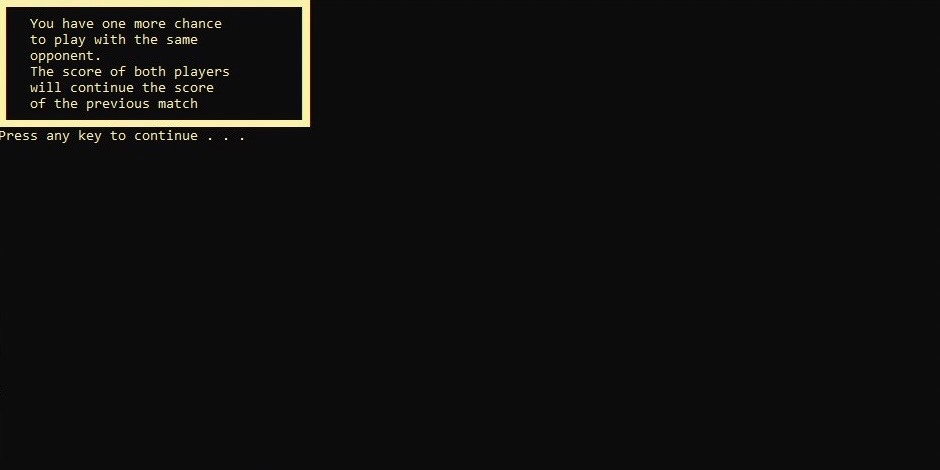 You have one more chance
to play with the same
opponent.
The score of both players
will continue the score
of the previous match
Press any key to continue . . .